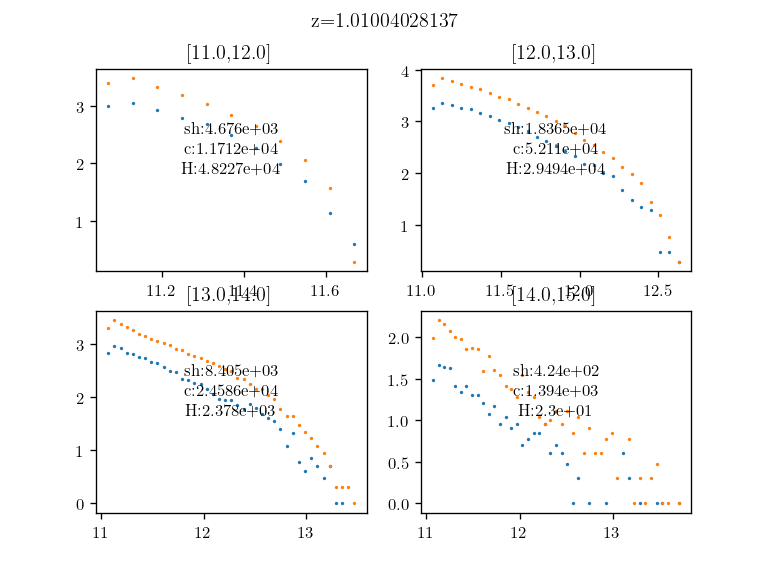 z=1.01004028137
[11.0,12.0]
3
2
1
sh:4.676e+03
c:1.1712e+04
H:4.8227e+04
11.2 11.4 11.6
[12.0,13.0]
4
3
2
1
sh:1.8365e+04
c:5.211e+04
H:2.9494e+04
11.0 11.5 12.0 12.5
[13.0,14.0]
3
2
1
0
sh:8.405e+03
c:2.4586e+04
H:2.378e+03
11 12 13
[14.0,15.0]
2.0
1.5
1.0
0.5
0.0
sh:4.24e+02
c:1.394e+03
H:2.3e+01
11 12 13